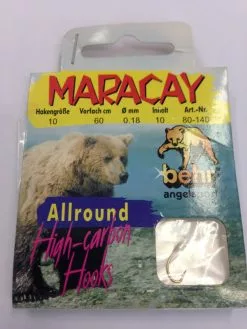 MARACAY
Hakengröße Vorfach cm Ø mm Inhalt Art.-Nr.
10 60 0.18 10 80-140
behr
Allround
High-carbon
Hooks